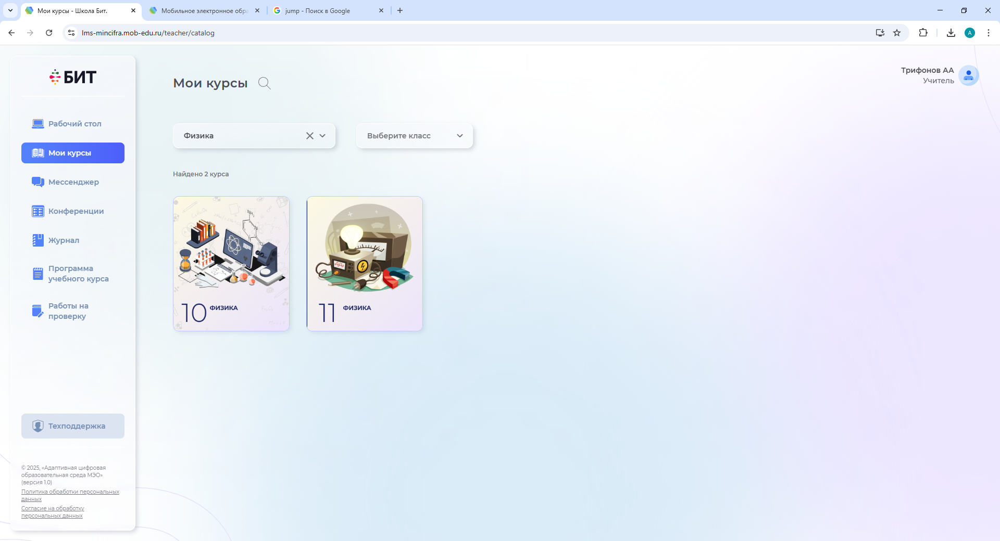 Мои курсы - Школа Бит.
Мобильное электронное обра
jump - Поиск в Google
lms-mincifra.mob-edu.ru/teacher/catalog
A
БИТ
Рабочий стол
Мои курсы
Мессенджер
Конференции
Журнал
Программа
учебного курса
Работы на
проверку
Техподдержка
© 2025, «Адаптивная цифровая
образовательная среда МЭО»
(версия 1.0)
Политика обработки персональных
данных
Согласие на обработку
персональных данных
Мои курсы
Трифонов АА
Учитель
Физика
Выберите класс
Найдено 2 курса
10 ФИЗИКА
11 ФИЗИКА